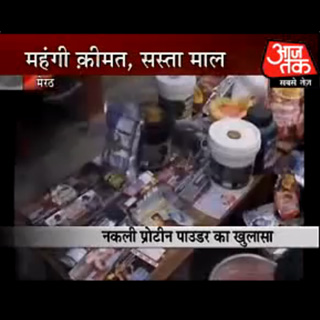 महंगी क़ीमत, सस्ता माल
मेरठ
आज
तक
सबसे तेज़
नकली प्रोटीन पाउडर का खुलासा